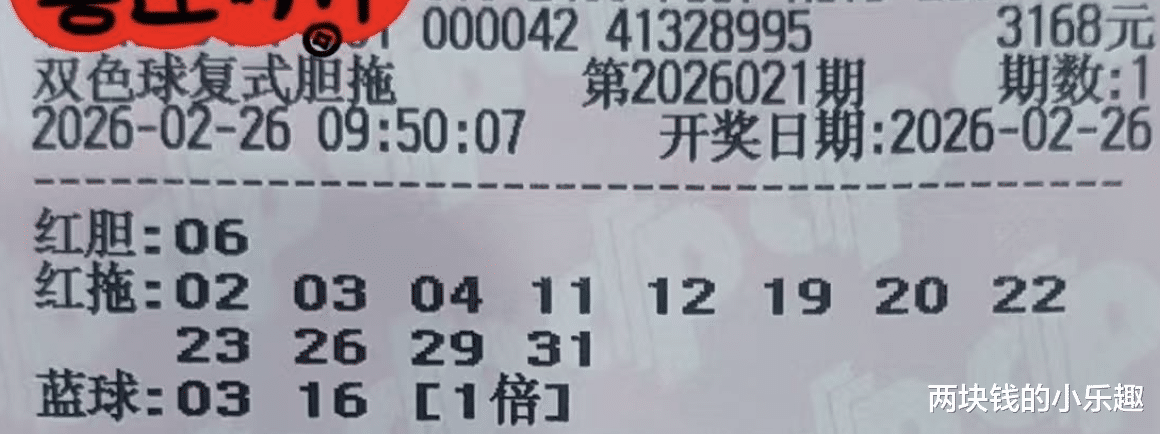 000042 41328995 3168元
双色球复式胆拖 第2026021期 期数:1
2026-02-26 09:50:07 开奖日期:2026-02-26
红胆:06
红拖:02 03 04 11 12 19 20 22
23 26 29 31
蓝球:03 16 [1倍]
两块钱的小乐趣